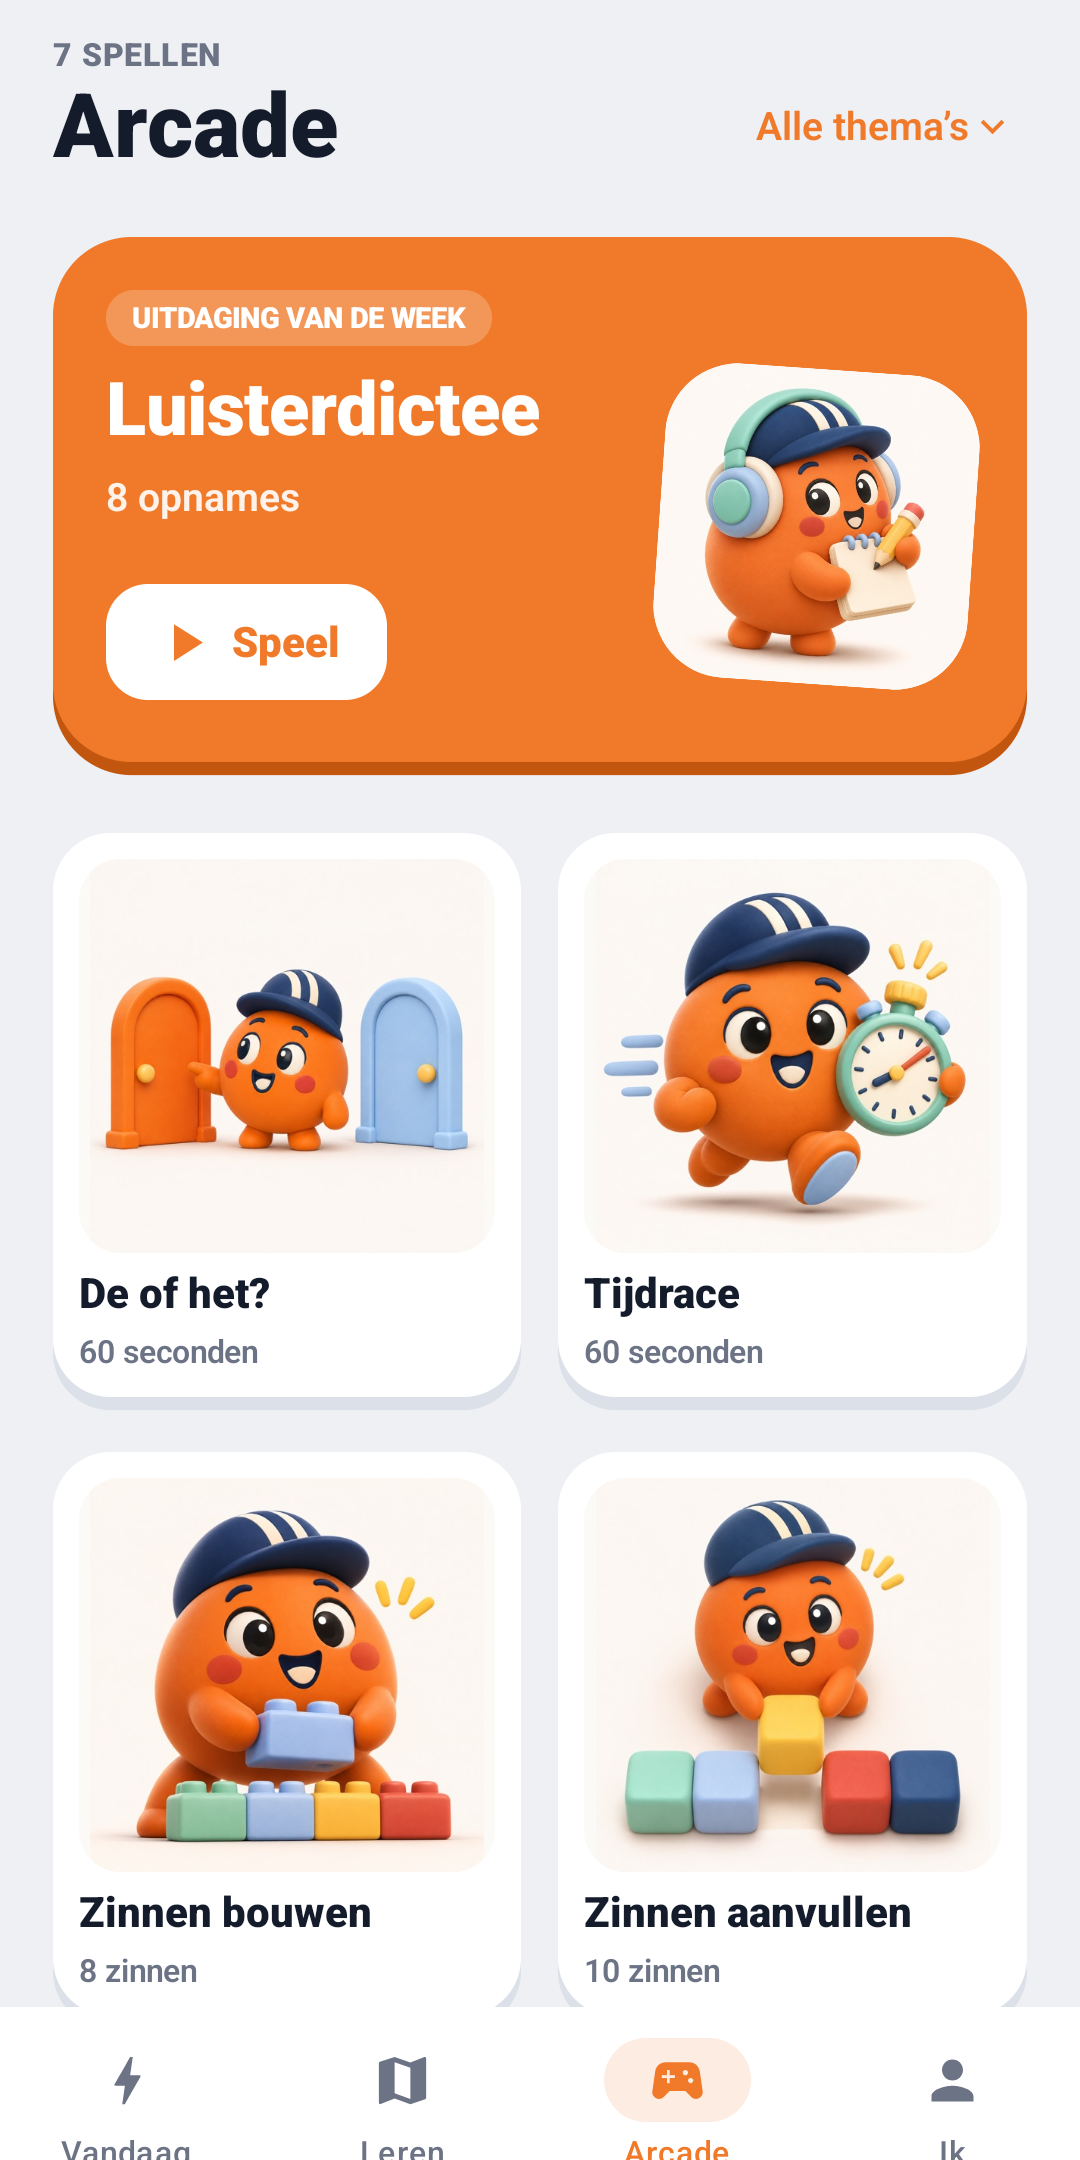 7 SPELLEN
Arcade
Alle thema’s
UITDAGING VAN DE WEEK
Luisterdictee
8 opnames
Speel
De of het?
60 seconden
Tijdrace
60 seconden
Zinnen bouwen
8 zinnen
Zinnen aanvullen
10 zinnen
Vandaag
Leren
Arcade
Ik